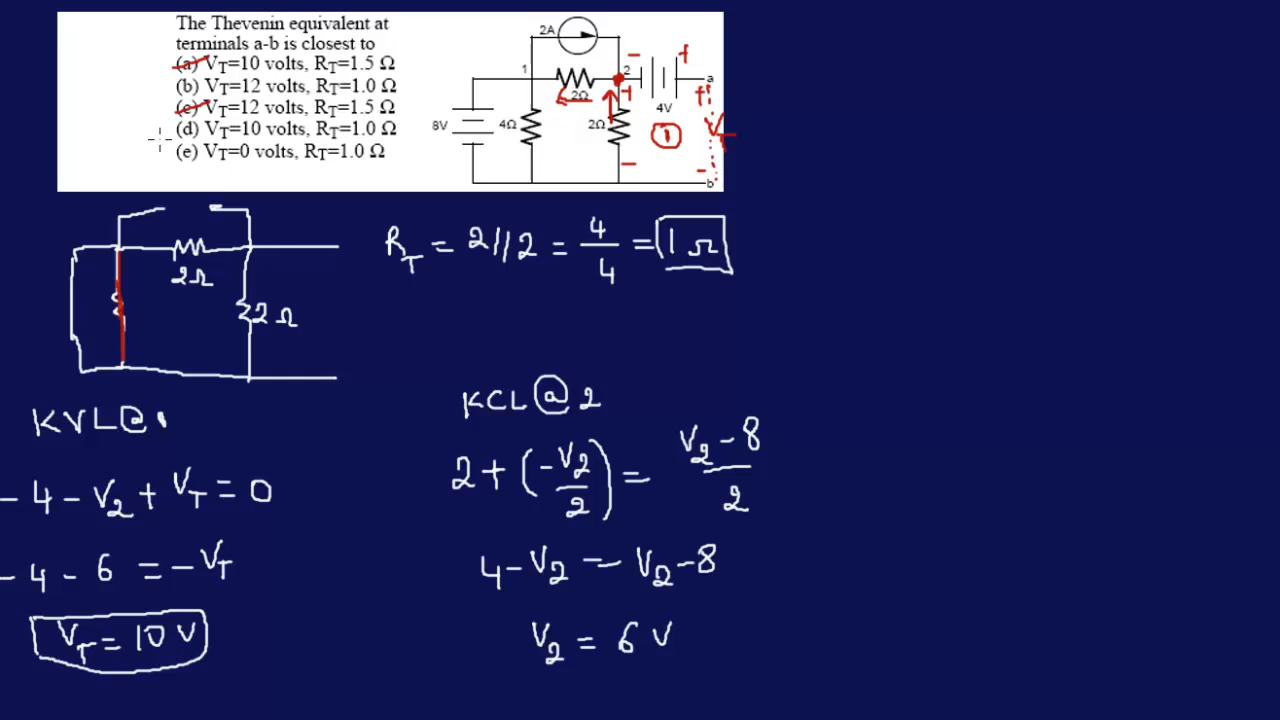 The Thevenin equivalent at
terminals a-b is closest to
(a) VT=10 volts, RT=1.5 Ω
(b) VT=12 volts, RT=1.0 Ω
(c) VT=12 volts, RT=1.5 Ω
(d) VT=10 volts, RT=1.0 Ω
(e) VT=0 volts, RT=1.0 Ω
2A
1
2
2Ω
a
8V
4Ω
2Ω
4V
b
- + + - + -
1
VT
RT = 2//2 = 4/4 = 1 Ω
2Ω
2Ω
KVL@
- 4 - V2 + VT = 0
- 4 - 6 = - VT
VT = 10 V
KCL@2
2 + (-V2/2) = V2 - 8/2
4 - V2 = V2 - 8
V2 = 6 V